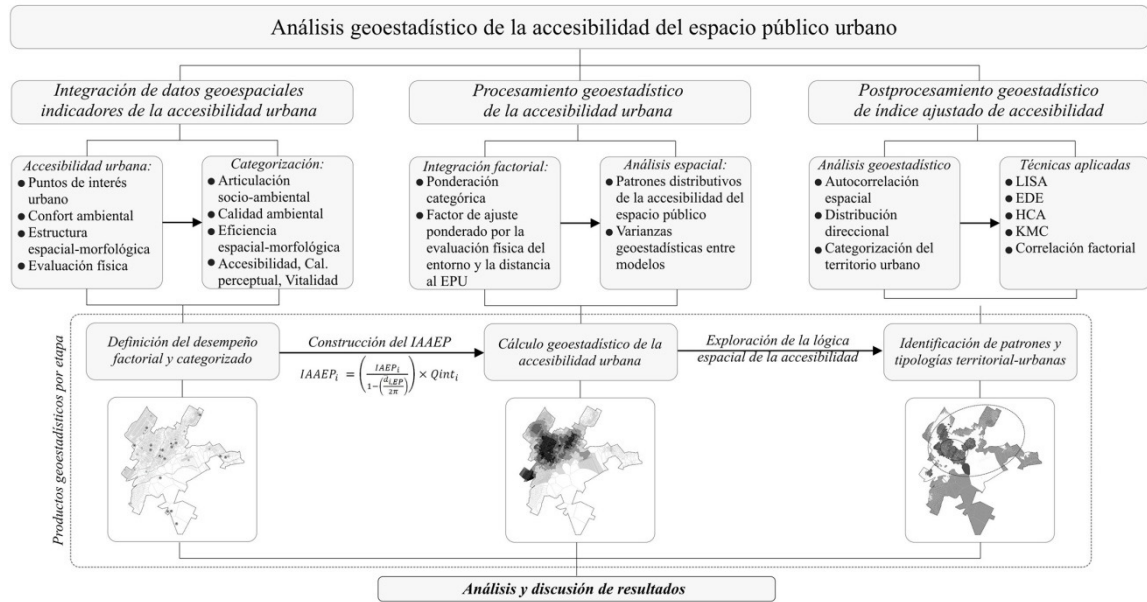 Análisis geoestadístico de la accesibilidad del espacio público urbano
Integración de datos geoespaciales
indicadores de la accesibilidad urbana
Procesamiento geoestadístico
de la accesibilidad urbana
Postprocesamiento geoestadístico
de índice ajustado de accesibilidad
Accesibilidad urbana:
● Puntos de interés
urbano
● Confort ambiental
● Estructura
espacial-morfológica
● Evaluación física
Categorización:
● Articulación
socio-ambiental
● Calidad ambiental
● Eficiencia
espacial-morfológica
● Accesibilidad, Cal.
perceptual, Vitalidad
Integración factorial:
● Ponderación
categórica
● Factor de ajuste
ponderado por la
evaluación física del
entorno y la distancia
al EPU
Análisis espacial:
● Patrones distributivos
de la accesibilidad del
espacio público
● Varianzas
geoestadísticas entre
modelos
Análisis geoestadístico
● Autocorrelación
espacial
● Distribución
direccional
● Categorización del
territorio urbano
Técnicas aplicadas
● LISA
● EDE
● HCA
● KMC
● Correlación factorial
Productos geoestadísticos por etapa
Definición del desempeño
factorial y categorizado
Construcción del IAAEP
IAAEP_i = (IAEP_i / (1-(d_{i,EP} / 2π))) × Qint_i
Cálculo geoestadístico de la
accesibilidad urbana
Exploración de la lógica
espacial de la accesibilidad
Identificación de patrones y
tipologías territorial-urbanas
Análisis y discusión de resultados